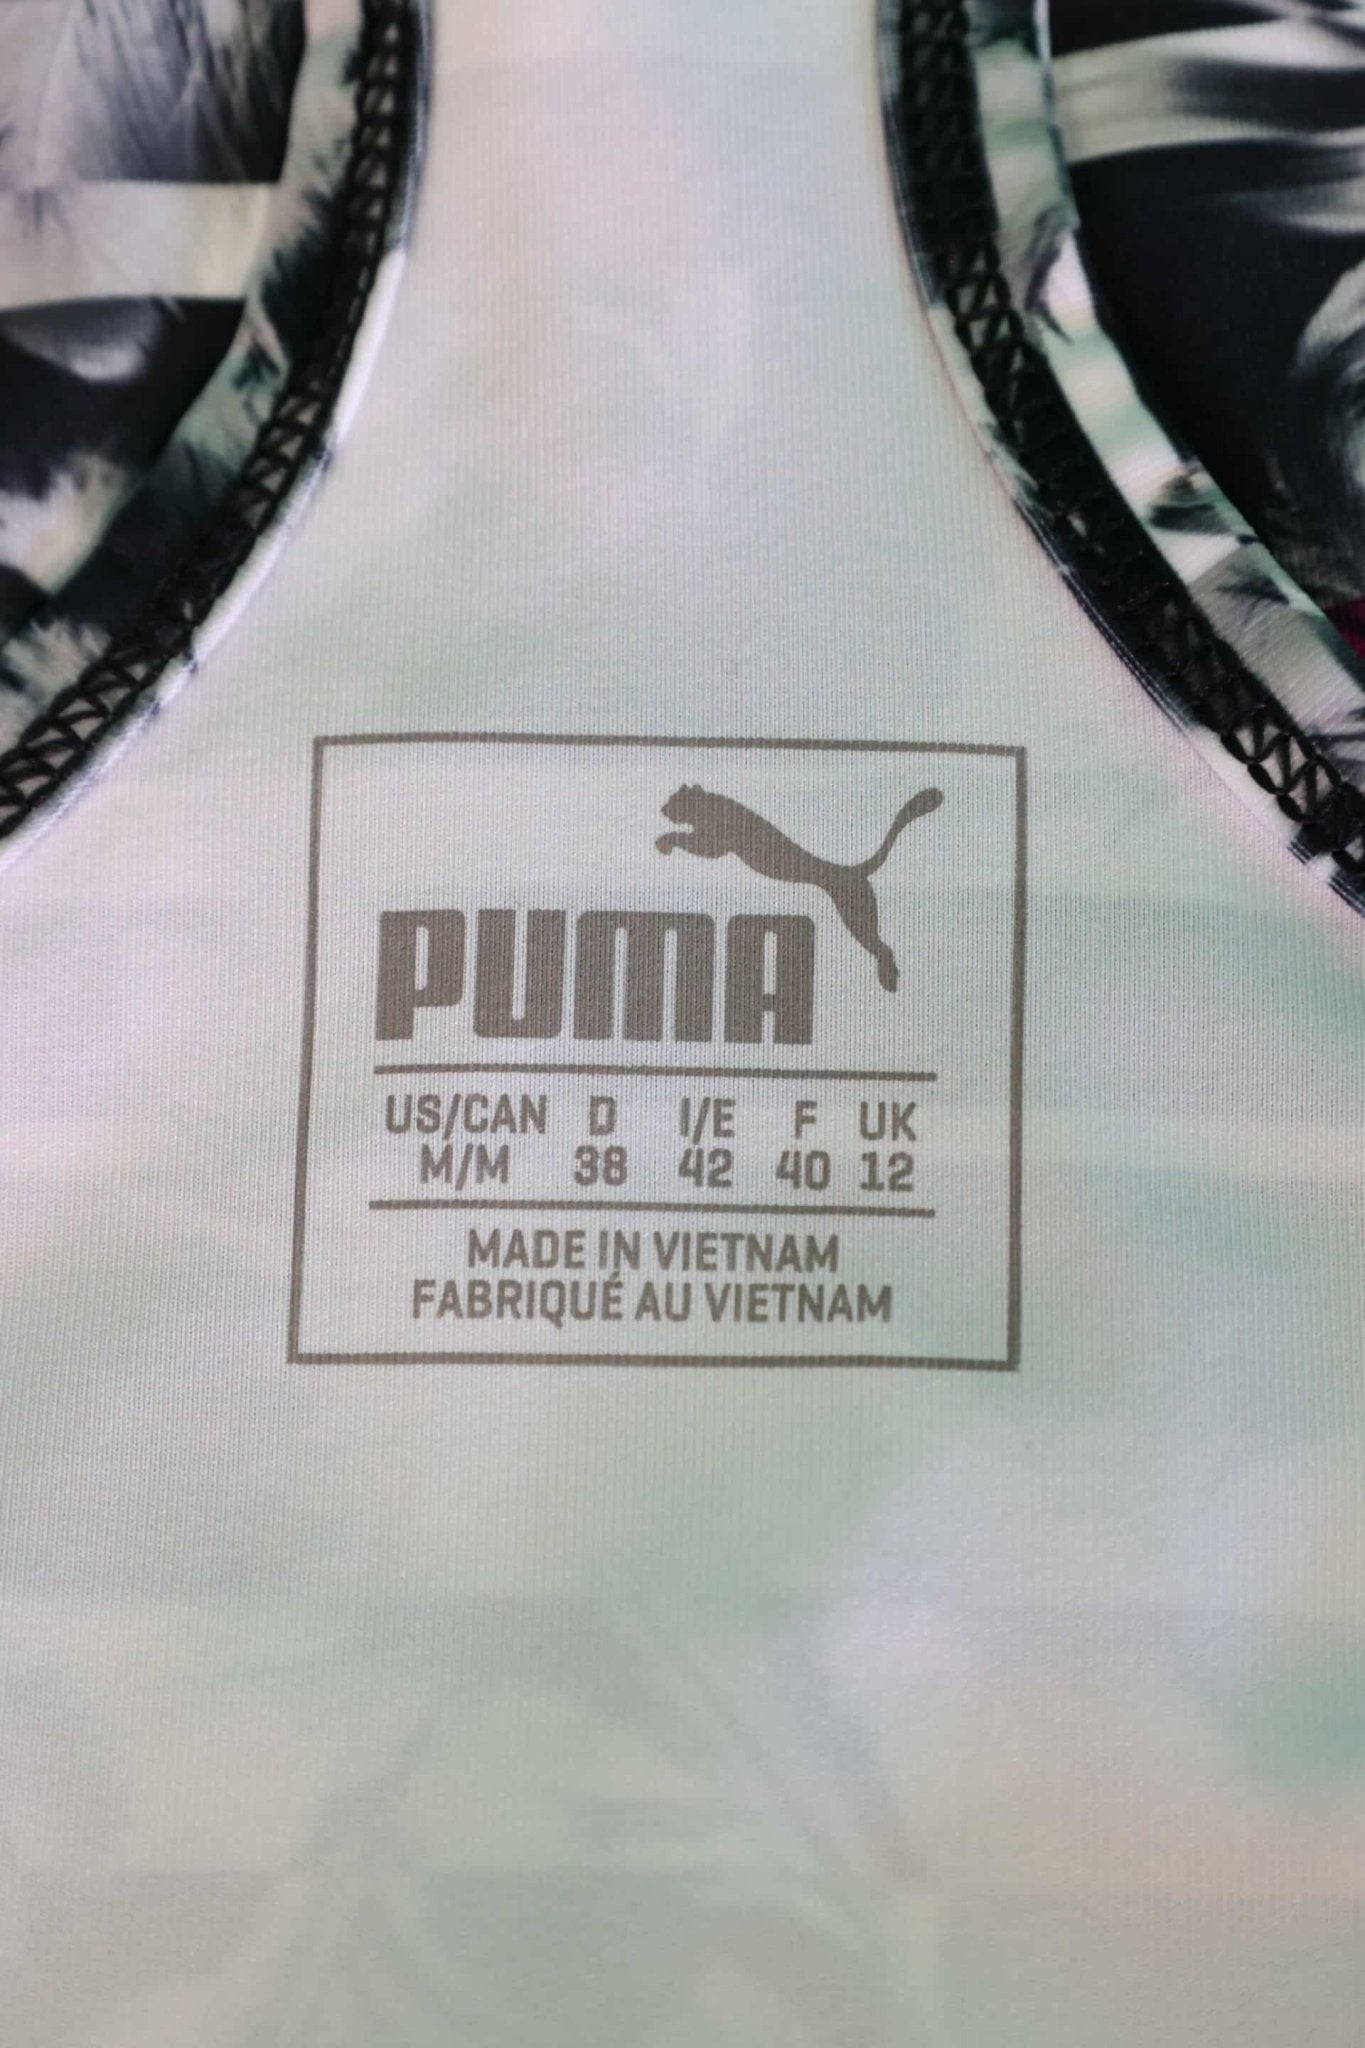 PUMA
US/CAN D I/E F UK
M/M 38 42 40 12
MADE IN VIETNAM
FABRIQUÉ AU VIETNAM